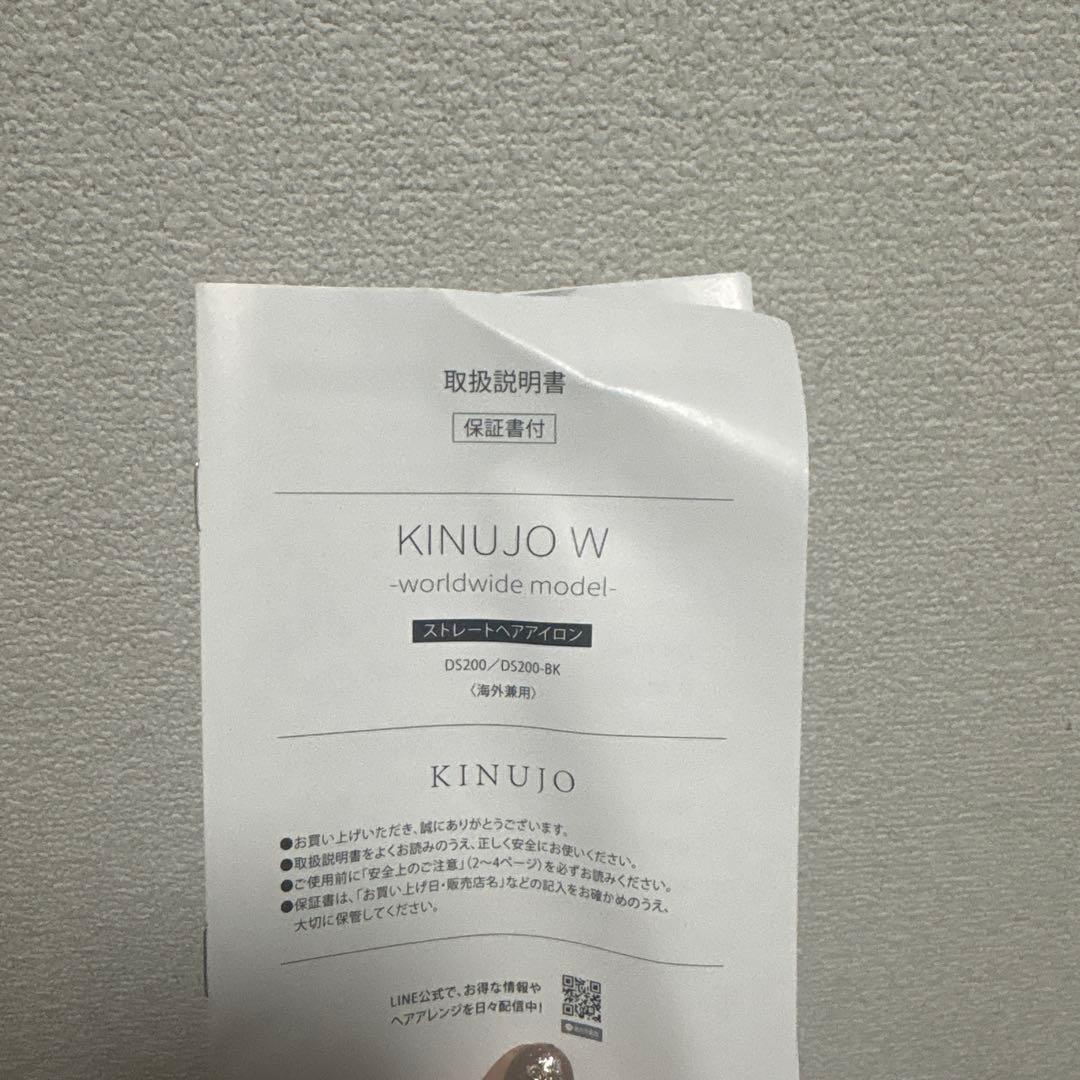 取扱説明書
保証書付
KINUJO W
-worldwide model-
ストレートヘアアイロン
DS200／DS200-BK
〈海外兼用〉
KINUJO
●お買い上げいただき、誠にありがとうございます。
●取扱説明書をよくお読みのうえ、正しく安全にお使いください。
●ご使用前に「安全上のご注意」（2～4ページ）を必ずお読みください。
●保証書は、「お買い上げ日・販売店名」などの記入をお確かめのうえ、
大切に保管してください。
LINE公式で、お得な情報や
ヘアアレンジを日々配信中！